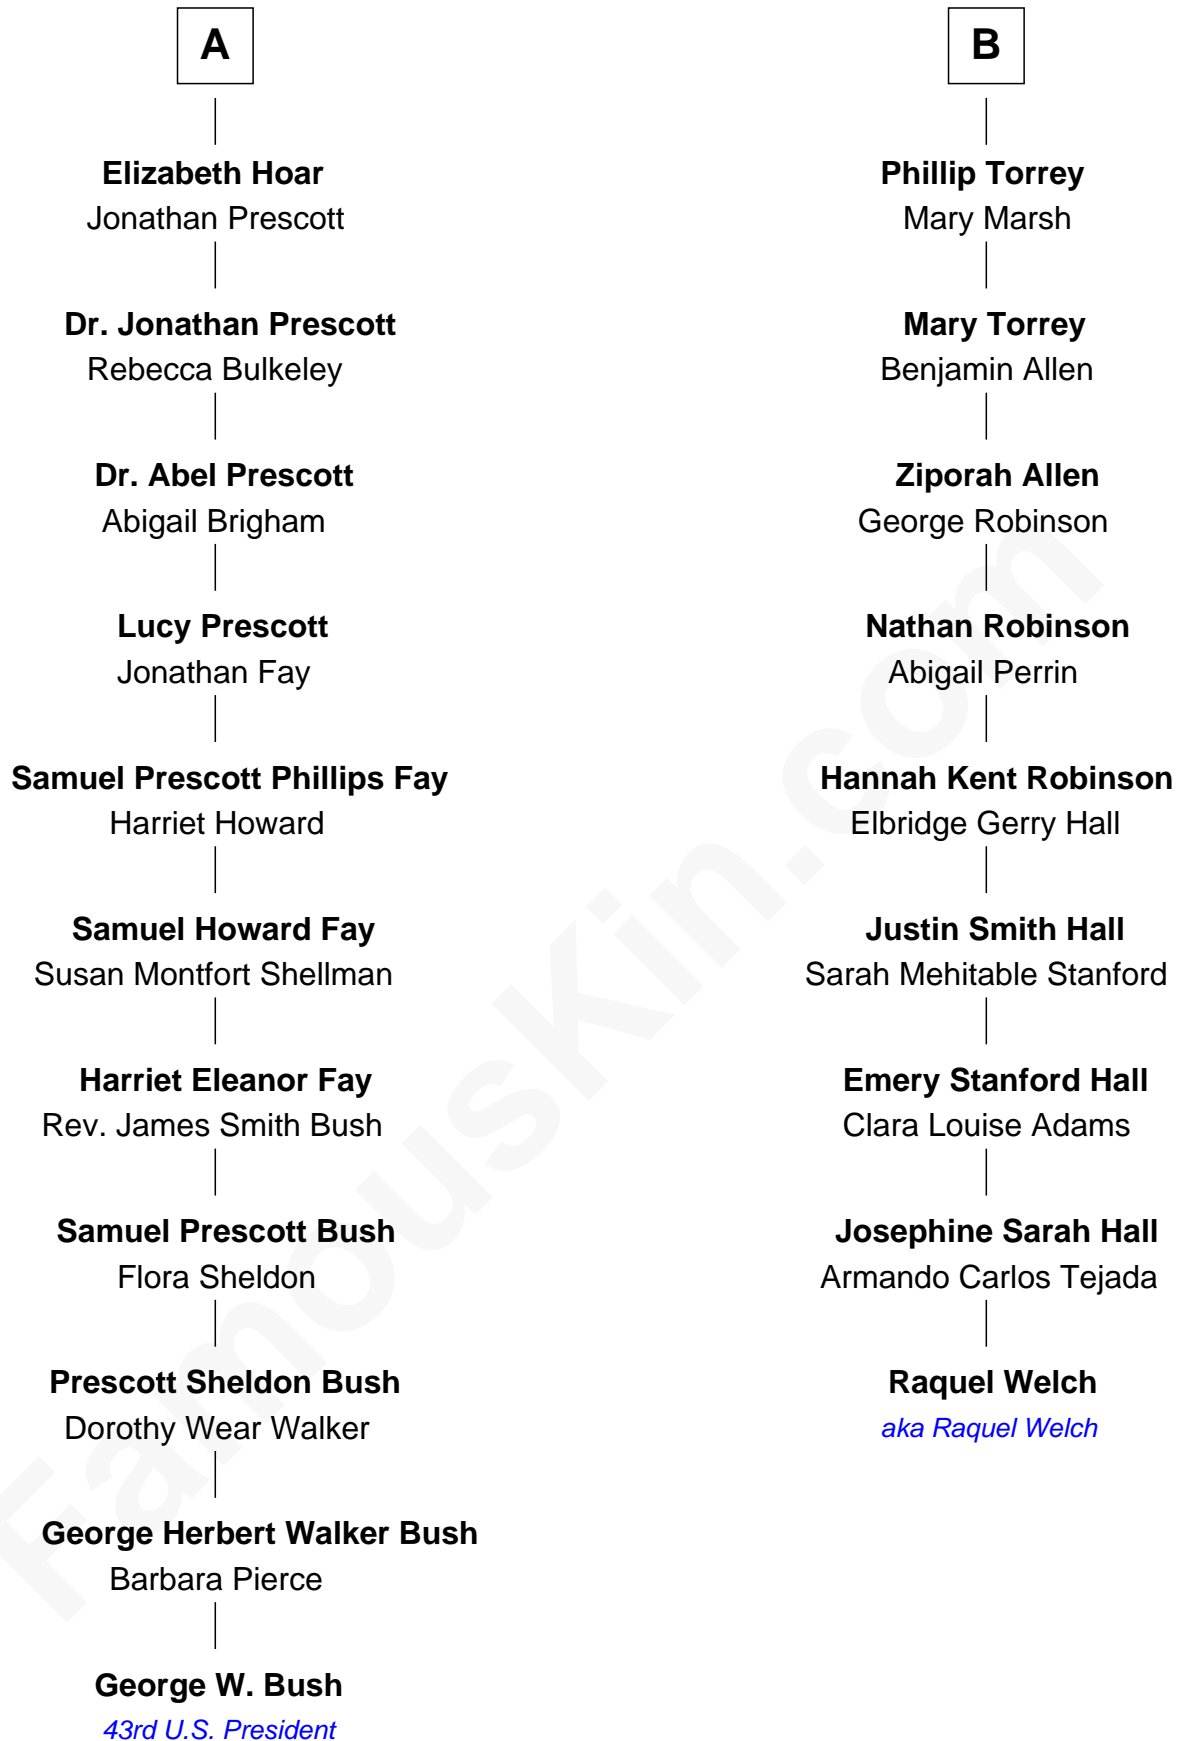 A
Elizabeth Hoar
Jonathan Prescott
Dr. Jonathan Prescott
Rebecca Bulkeley
Dr. Abel Prescott
Abigail Brigham
Lucy Prescott
Jonathan Fay
Samuel Prescott Phillips Fay
Harriet Howard
Samuel Howard Fay
Susan Montfort Shellman
Harriet Eleanor Fay
Rev. James Smith Bush
Samuel Prescott Bush
Flora Sheldon
Prescott Sheldon Bush
Dorothy Wear Walker
George Herbert Walker Bush
Barbara Pierce
George W. Bush
43rd U.S. President
B
Phillip Torrey
Mary Marsh
Mary Torrey
Benjamin Allen
Ziporah Allen
George Robinson
Nathan Robinson
Abigail Perrin
Hannah Kent Robinson
Elbridge Gerry Hall
Justin Smith Hall
Sarah Mehitable Stanford
Emery Stanford Hall
Clara Louise Adams
Josephine Sarah Hall
Armando Carlos Tejada
Raquel Welch
aka Raquel Welch
FamousKin.com